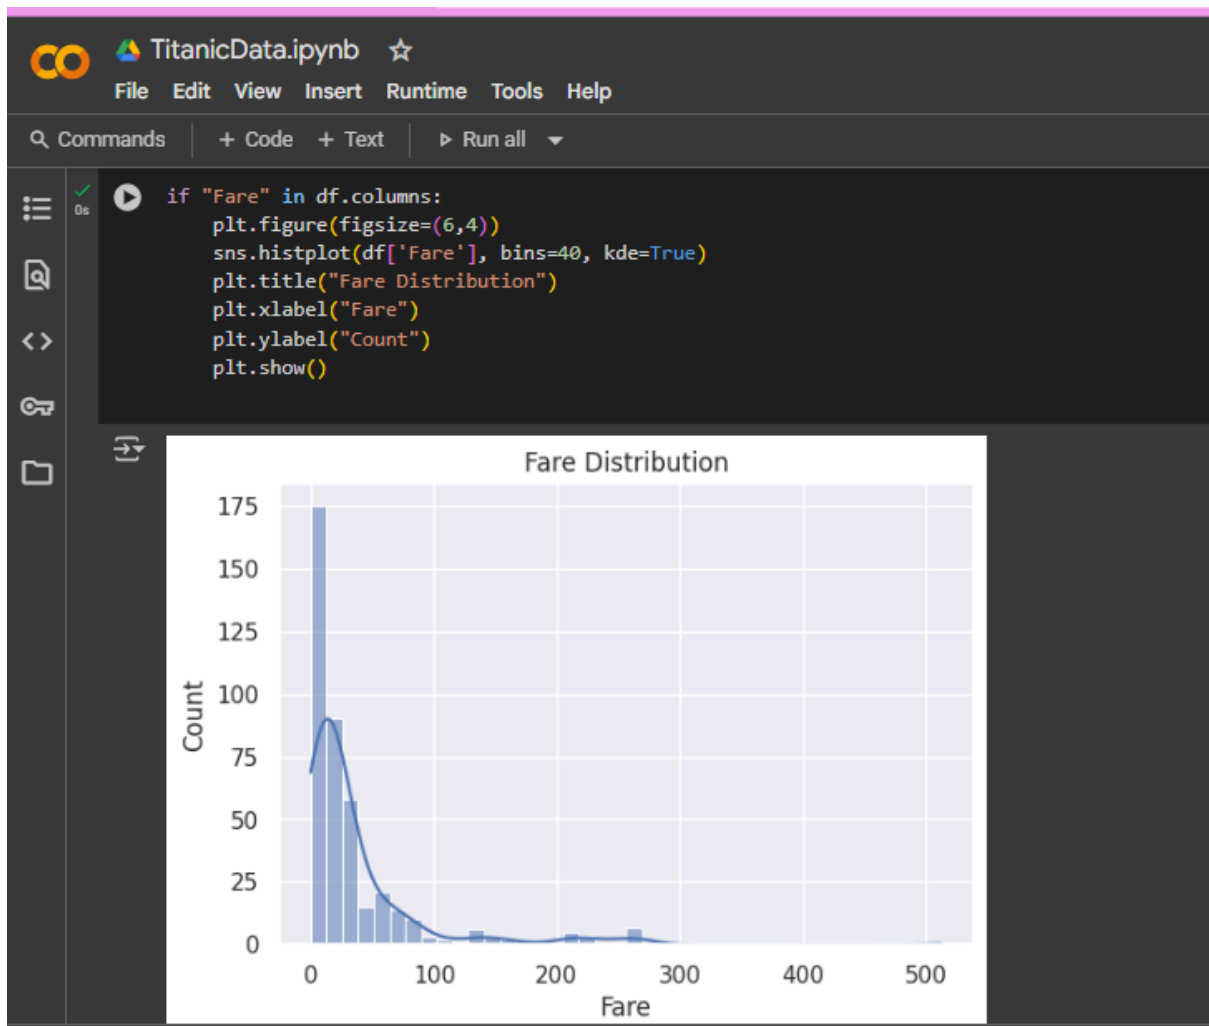 TitanicData.ipynb
File Edit View Insert Runtime Tools Help
Commands + Code + Text Run all
0s
if "Fare" in df.columns:
    plt.figure(figsize=(6,4))
    sns.histplot(df['Fare'], bins=40, kde=True)
    plt.title("Fare Distribution")
    plt.xlabel("Fare")
    plt.ylabel("Count")
    plt.show()
Fare Distribution
175
150
125
100
75
50
25
0
Count
0 100 200 300 400 500
Fare